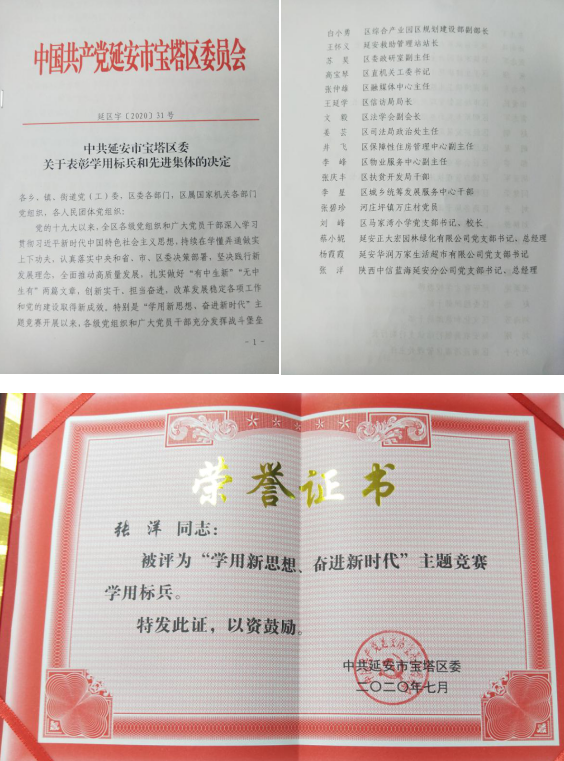 中国共产党延安市宝塔区委员会
延区字〔2020〕31号
中共延安市宝塔区委
关于表彰学用标兵和先进集体的决定
各乡、镇、街道党（工）委，区委各部门，区属国家机关各部门
党组织，各人民团体党组织：
党的十九大以来，全区各级党组织和广大党员干部深入学习
贯彻习近平新时代中国特色社会主义思想，持续在学懂弄通做实
上下功夫，认真落实中央和省、市、区委决策部署，坚决践行新
发展理念，全面推动高质量发展，扎实做好“有中生新”“无中
生有”两篇文章，创新实干，担当奋进，改革发展稳定各项工作
和党的建设取得新成效。特别是“学用新思想、奋进新时代”主
题竞赛开展以来，各级党组织和广大党员干部充分发挥战斗堡垒
- 1 -
白小勇 区综合产业园区规划建设部副部长
王怀义 延安救助管理站站长
苏昊 区委政研室副主任
高宝琴 区直机关工委书记
张仲雄 区融媒体中心主任
王延学 区信访局局长
文毅 区法学会副会长
姜芸 区司法局政治处主任
井飞 区保障性住房管理中心副主任
李峰 区物业服务中心副主任
张庆丰 区扶贫开发局干部
李星 区城乡统筹发展服务中心干部
张碧珍 河庄坪镇万庄村党员
刘峰 区马家湾小学党支部书记、校长
蔡小妮 延安正大宏园林绿化有限公司党支部书记、总经理
杨霞霞 延安华润万家生活超市有限公司党支部书记
张洋 陕西中信蓝海延安分公司党支部书记、总经理
荣誉证书
张洋 同志：
被评为“学用新思想、奋进新时代”主题竞赛
学用标兵。
特发此证，以资鼓励。
中共延安市宝塔区委
二〇二〇年七月